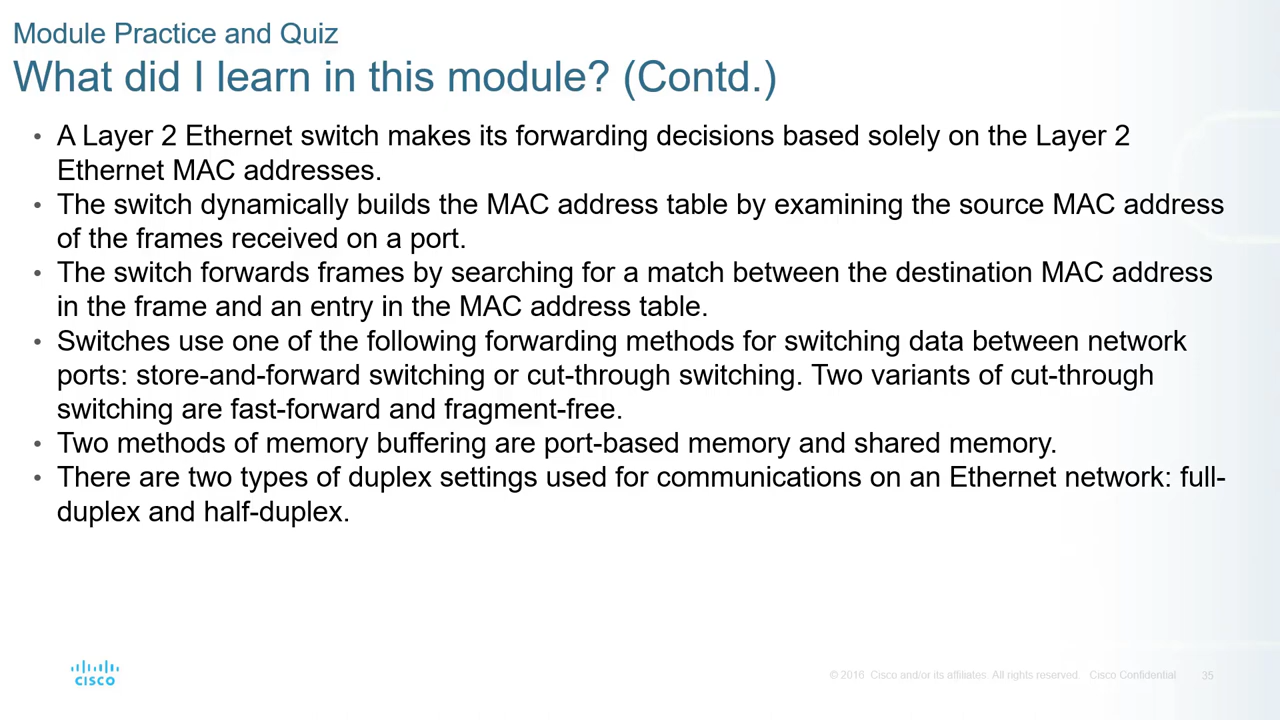 Module Practice and Quiz
What did I learn in this module? (Contd.)
• A Layer 2 Ethernet switch makes its forwarding decisions based solely on the Layer 2
Ethernet MAC addresses.
• The switch dynamically builds the MAC address table by examining the source MAC address
of the frames received on a port.
• The switch forwards frames by searching for a match between the destination MAC address
in the frame and an entry in the MAC address table.
• Switches use one of the following forwarding methods for switching data between network
ports: store-and-forward switching or cut-through switching. Two variants of cut-through
switching are fast-forward and fragment-free.
• Two methods of memory buffering are port-based memory and shared memory.
• There are two types of duplex settings used for communications on an Ethernet network: full-
duplex and half-duplex.
CISCO
© 2016 Cisco and/or its affiliates. All rights reserved. Cisco Confidential 35